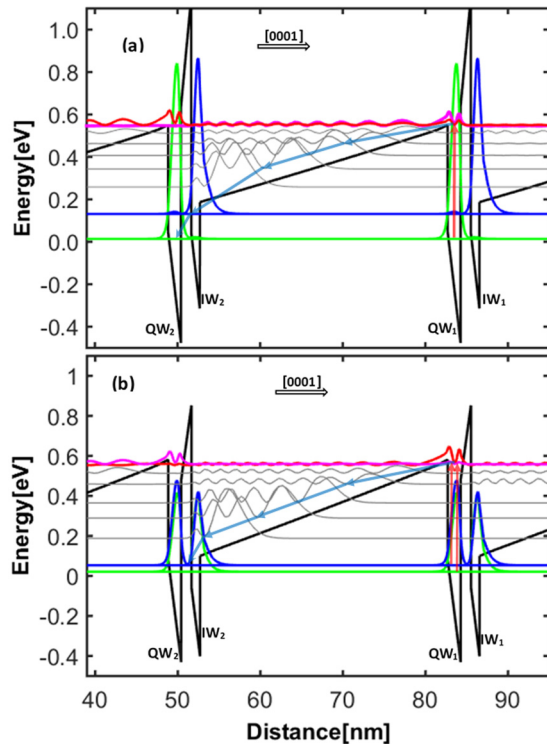 (a)
[0001]
1.0
0.8
0.6
0.4
0.2
0.0
-0.2
-0.4
Energy[eV]
QW₂
IW₂
QW₁
IW₁
(b)
[0001]
1
0.8
0.6
0.4
0.2
0
-0.2
-0.4
Energy[eV]
QW₂
IW₂
QW₁
IW₁
40 50 60 70 80 90
Distance[nm]